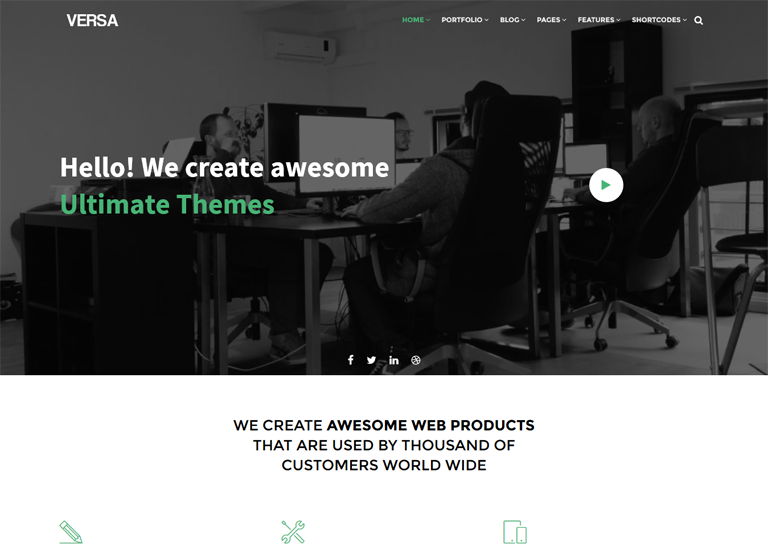 VERSA
HOME PORTFOLIO BLOG PAGES FEATURES SHORTCODES
Hello! We create awesome
Ultimate Themes
WE CREATE AWESOME WEB PRODUCTS
THAT ARE USED BY THOUSAND OF
CUSTOMERS WORLD WIDE